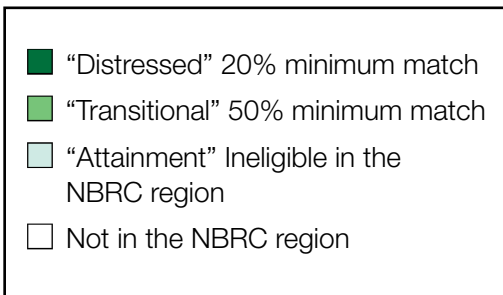 “Distressed” 20% minimum match
“Transitional” 50% minimum match
“Attainment” Ineligible in the
NBRC region
Not in the NBRC region